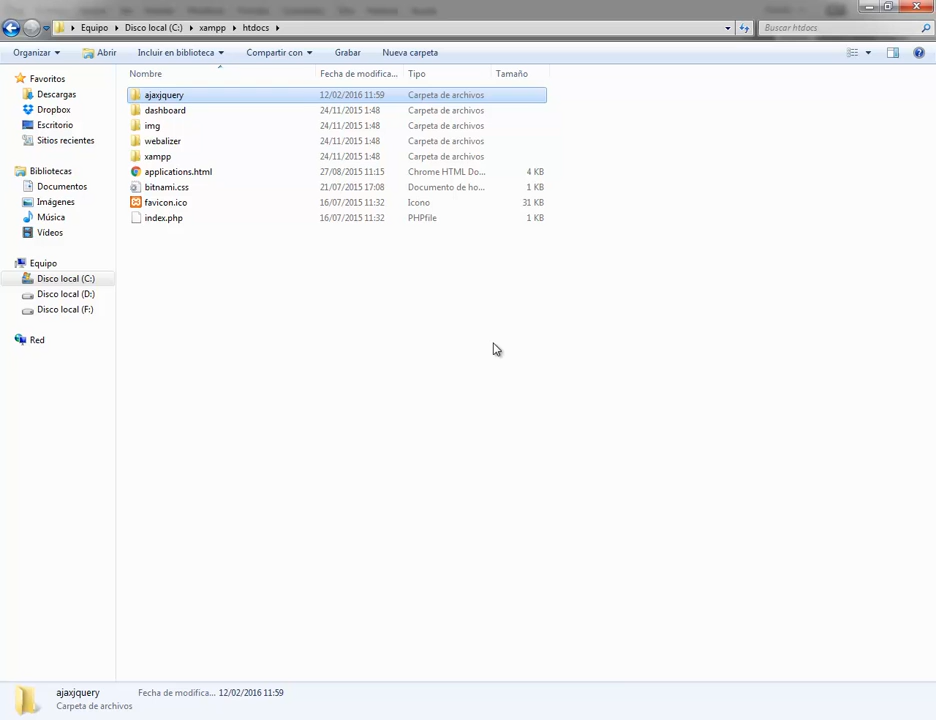 Equipo Disco local (C:) xampp htdocs Buscar htdocs
Organizar Abrir Incluir en biblioteca Compartir con Grabar Nueva carpeta
Favoritos
Descargas
Dropbox
Escritorio
Sitios recientes
Bibliotecas
Documentos
Imágenes
Música
Vídeos
Equipo
Disco local (C:)
Disco local (D:)
Disco local (F:)
Red
Nombre Fecha de modifica... Tipo Tamaño
ajaxjquery 12/02/2016 11:59 Carpeta de archivos
dashboard 24/11/2015 1:48 Carpeta de archivos
img 24/11/2015 1:48 Carpeta de archivos
webalizer 24/11/2015 1:48 Carpeta de archivos
xampp 24/11/2015 1:48 Carpeta de archivos
applications.html 27/08/2015 11:15 Chrome HTML Do... 4 KB
bitnami.css 21/07/2015 17:08 Documento de ho... 1 KB
favicon.ico 16/07/2015 11:32 Icono 31 KB
index.php 16/07/2015 11:32 PHPfile 1 KB
ajaxjquery Fecha de modifica... 12/02/2016 11:59
Carpeta de archivos